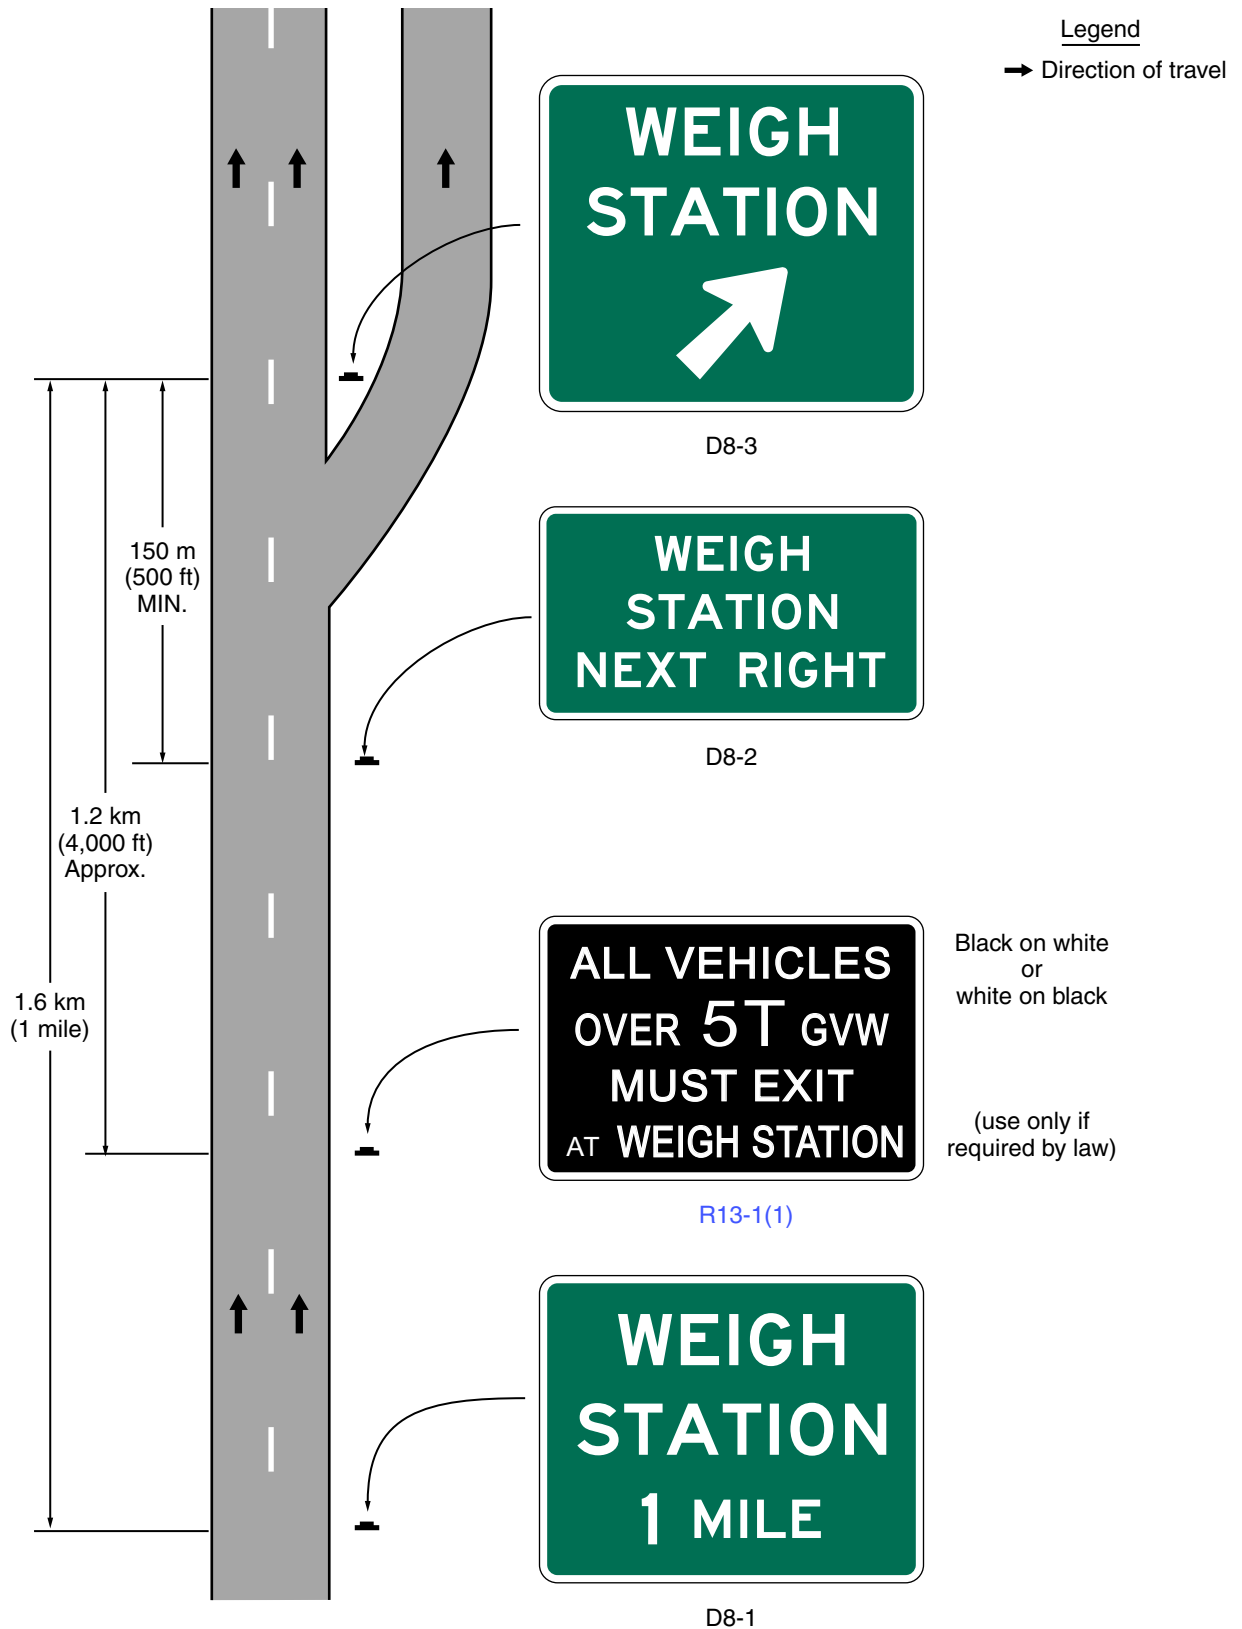 Legend
Direction of travel
WEIGH
STATION
D8-3
WEIGH
STATION
NEXT RIGHT
D8-2
150 m
(500 ft)
MIN.
1.2 km
(4,000 ft)
Approx.
1.6 km
(1 mile)
ALL VEHICLES
OVER 5T GVW
MUST EXIT
AT WEIGH STATION
R13-1(1)
Black on white
or
white on black
(use only if
required by law)
WEIGH
STATION
1 MILE
D8-1